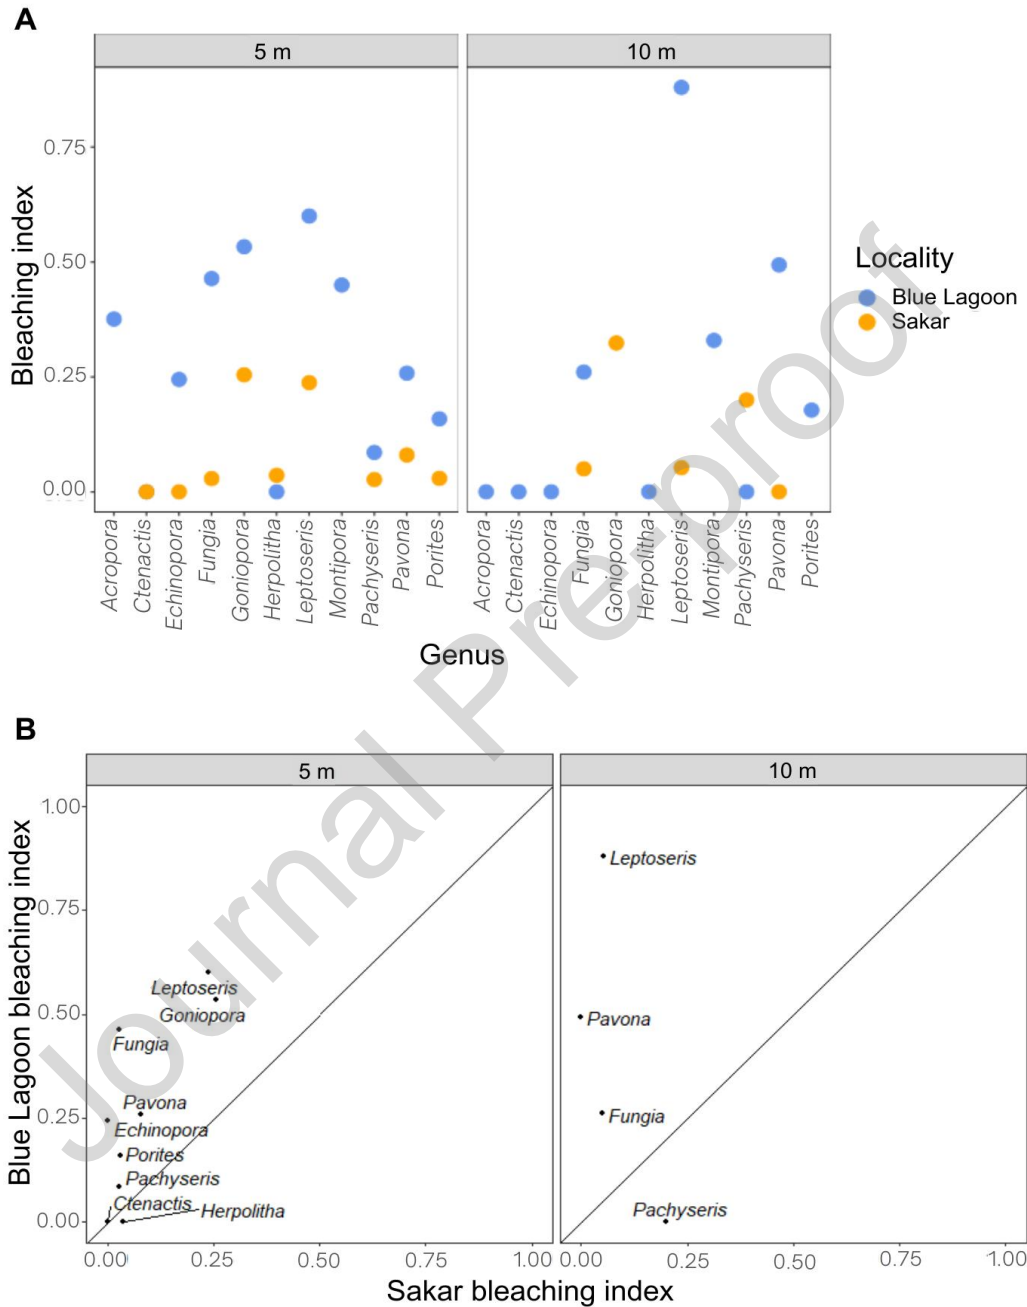 A
5 m
10 m
Bleaching index
0.75
0.50
0.25
0.00
Acropora
Ctenactis
Echinopora
Fungia
Goniopora
Herpolitha
Leptoseris
Montipora
Pachyseris
Pavona
Porites
Acropora
Ctenactis
Echinopora
Fungia
Goniopora
Herpolitha
Leptoseris
Montipora
Pachyseris
Pavona
Porites
Genus
Locality
Blue Lagoon
Sakar
Journal Pre-proof
B
5 m
10 m
Blue Lagoon bleaching index
1.00
0.75
0.50
0.25
0.00
Leptoseris
Goniopora
Fungia
Pavona
Echinopora
Porites
Pachyseris
Ctenactis
Herpolitha
Leptoseris
Pavona
Fungia
Pachyseris
0.00 0.25 0.50 0.75 1.00
0.00 0.25 0.50 0.75 1.00
Sakar bleaching index